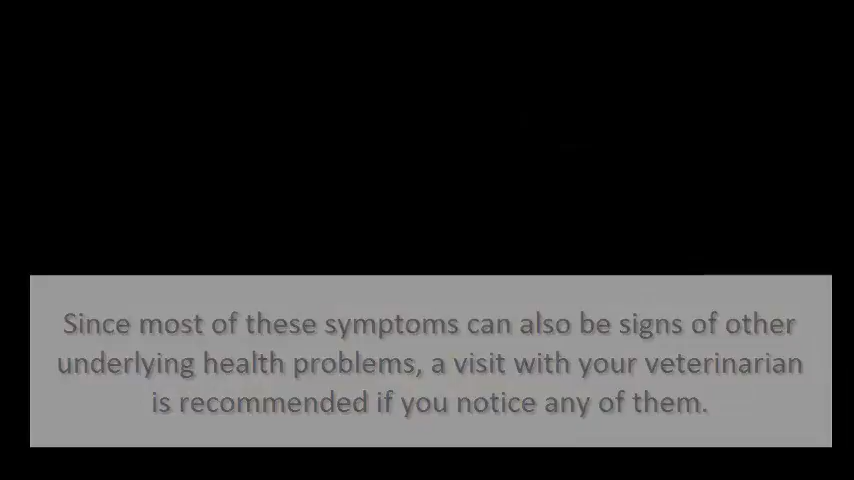 Since most of these symptoms can also be signs of other
underlying health problems, a visit with your veterinarian
is recommended if you notice any of them.